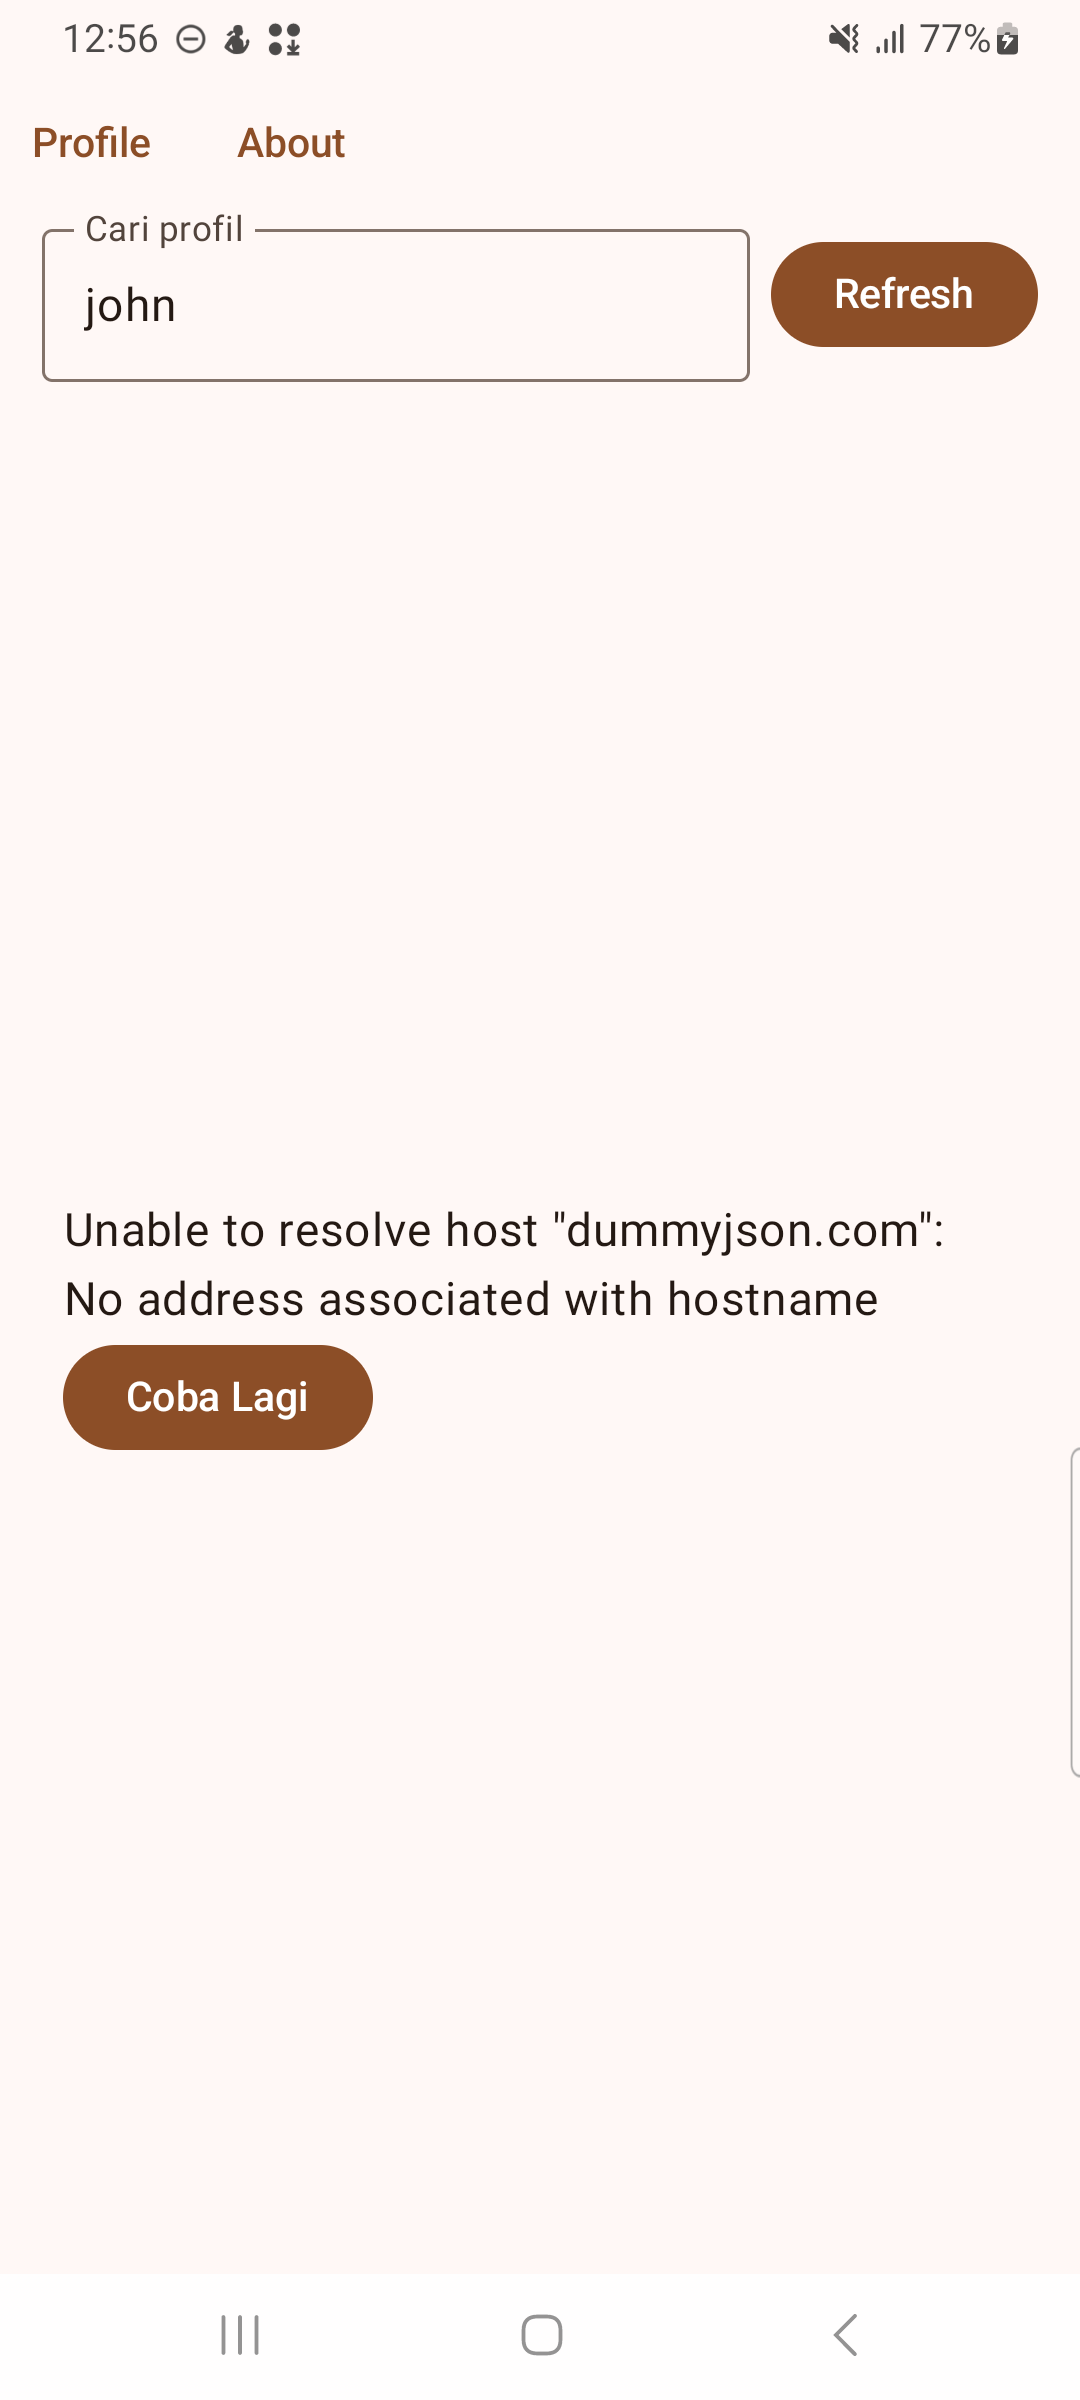 12:56
77%
Profile
About
Cari profil
john
Refresh
Unable to resolve host "dummyjson.com":
No address associated with hostname
Coba Lagi